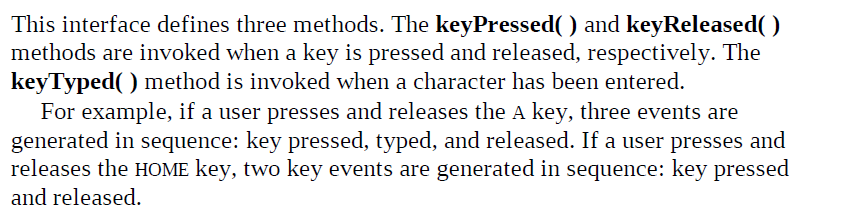 This interface defines three methods. The keyPressed( ) and keyReleased( )
methods are invoked when a key is pressed and released, respectively. The
keyTyped( ) method is invoked when a character has been entered.
For example, if a user presses and releases the A key, three events are
generated in sequence: key pressed, typed, and released. If a user presses and
releases the HOME key, two key events are generated in sequence: key pressed
and released.